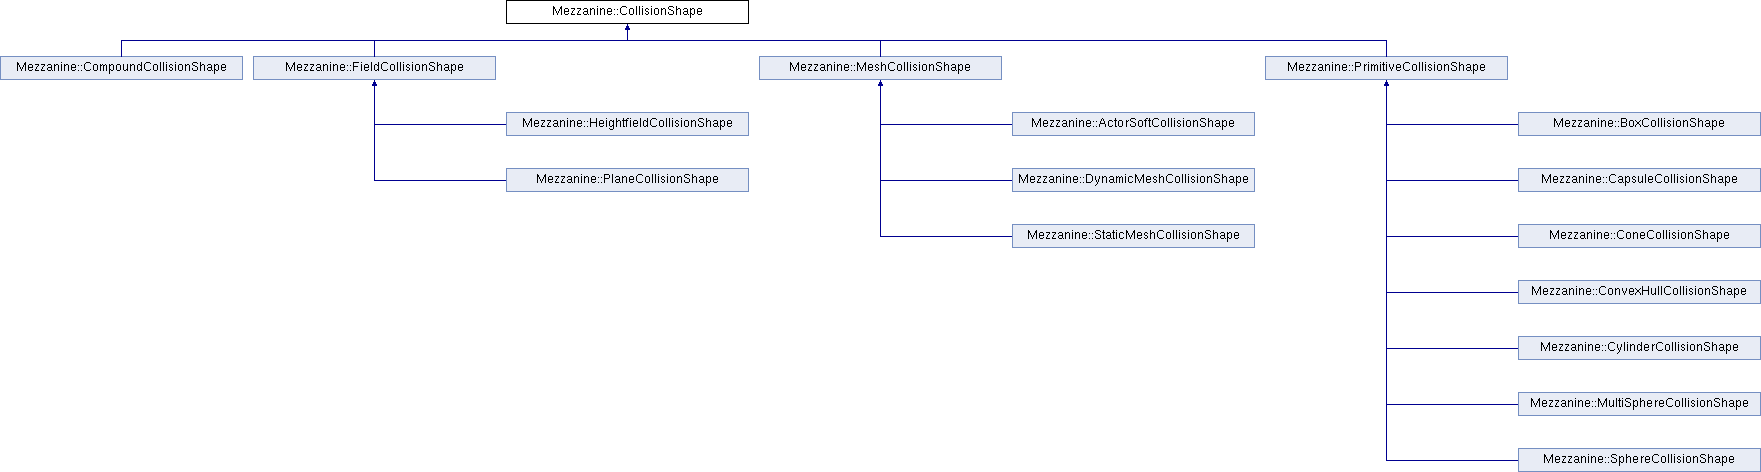 Mezzanine::CollisionShape
Mezzanine::CompoundCollisionShape
Mezzanine::FieldCollisionShape
Mezzanine::MeshCollisionShape
Mezzanine::PrimitiveCollisionShape
Mezzanine::HeightfieldCollisionShape
Mezzanine::ActorSoftCollisionShape
Mezzanine::BoxCollisionShape
Mezzanine::PlaneCollisionShape
Mezzanine::DynamicMeshCollisionShape
Mezzanine::CapsuleCollisionShape
Mezzanine::StaticMeshCollisionShape
Mezzanine::ConeCollisionShape
Mezzanine::ConvexHullCollisionShape
Mezzanine::CylinderCollisionShape
Mezzanine::MultiSphereCollisionShape
Mezzanine::SphereCollisionShape